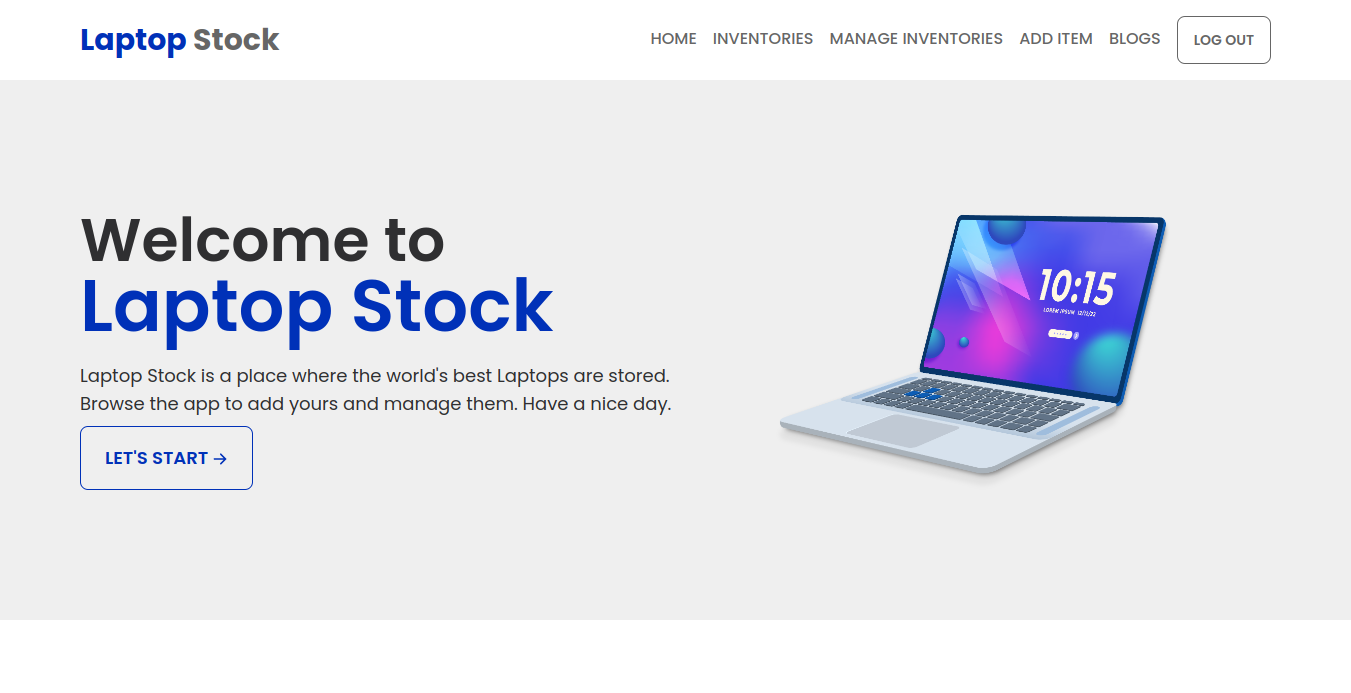 Laptop Stock
HOME INVENTORIES MANAGE INVENTORIES ADD ITEM BLOGS LOG OUT
Welcome to
Laptop Stock
Laptop Stock is a place where the world's best Laptops are stored.
Browse the app to add yours and manage them. Have a nice day.
LET'S START →
10:15
LOREM IPSUM 12/12/22